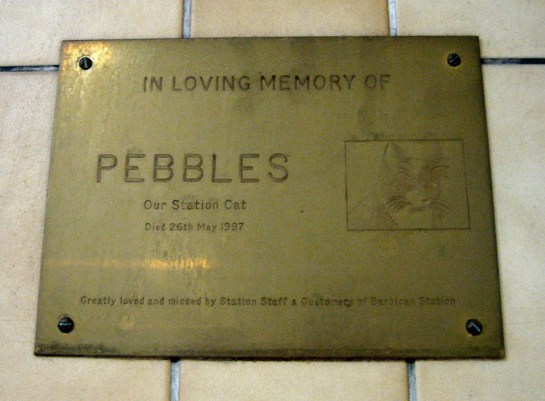 IN LOVING MEMORY OF
PEBBLES
Our Station Cat
Died 26th May 1997
Greatly loved and missed by Station Staff & Customers of Barbican Station